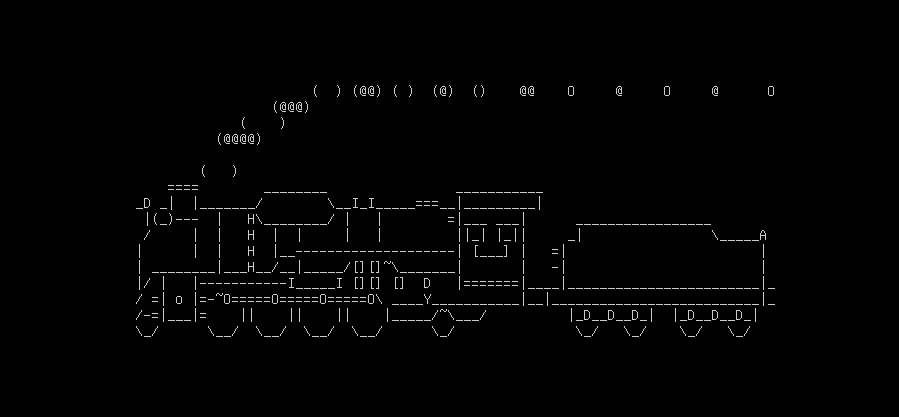 (  ) (@@) ( )  (@)  ()     @@    O     @     O     @      O
(@@@)
(    )
(@@@@)
(   )
====        ________                ___________
_D _|  |_______/        \__I_I_____===__|_________|
|(_)---  |   H\________/ |   |        =|___ ___|      _________________
/     |  |   H  |  |     |   |         ||_| |_||     _|                \_____A
|      |  |   H  |__--------------------| [___] |   =|                        |
| ________|___H__/__|_____/[][]~\_______|       |   -|                        |
|/ |   |-----------I_____I [][] []  D   |=======|____|________________________|_
/ =| o |=-~O=====O=====O=====O\ ____Y___________|__|__________________________|_
/-=|___|=    ||    ||    ||    |_____/~\___/          |_D__D__D_|  |_D__D__D_|
\_/      \__/  \__/  \__/  \__/      \_/               \_/   \_/    \_/   \_/